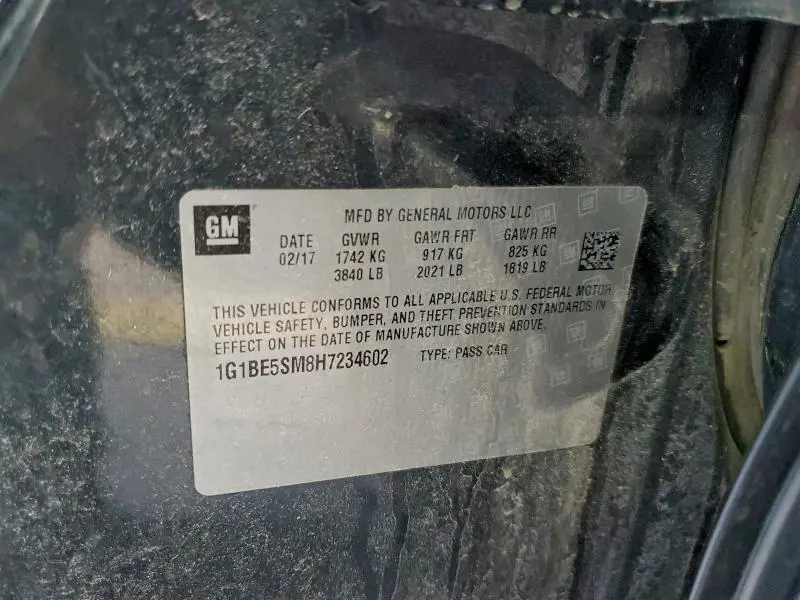 GM
MFD BY GENERAL MOTORS LLC
DATE GVWR GAWR FRT GAWR RR
02/17 1742 KG 917 KG 825 KG
3840 LB 2021 LB 1819 LB
THIS VEHICLE CONFORMS TO ALL APPLICABLE U.S. FEDERAL MOTOR
VEHICLE SAFETY, BUMPER, AND THEFT PREVENTION STANDARDS IN
EFFECT ON THE DATE OF MANUFACTURE SHOWN ABOVE.
1G1BE5SM8H7234602 TYPE: PASS CAR